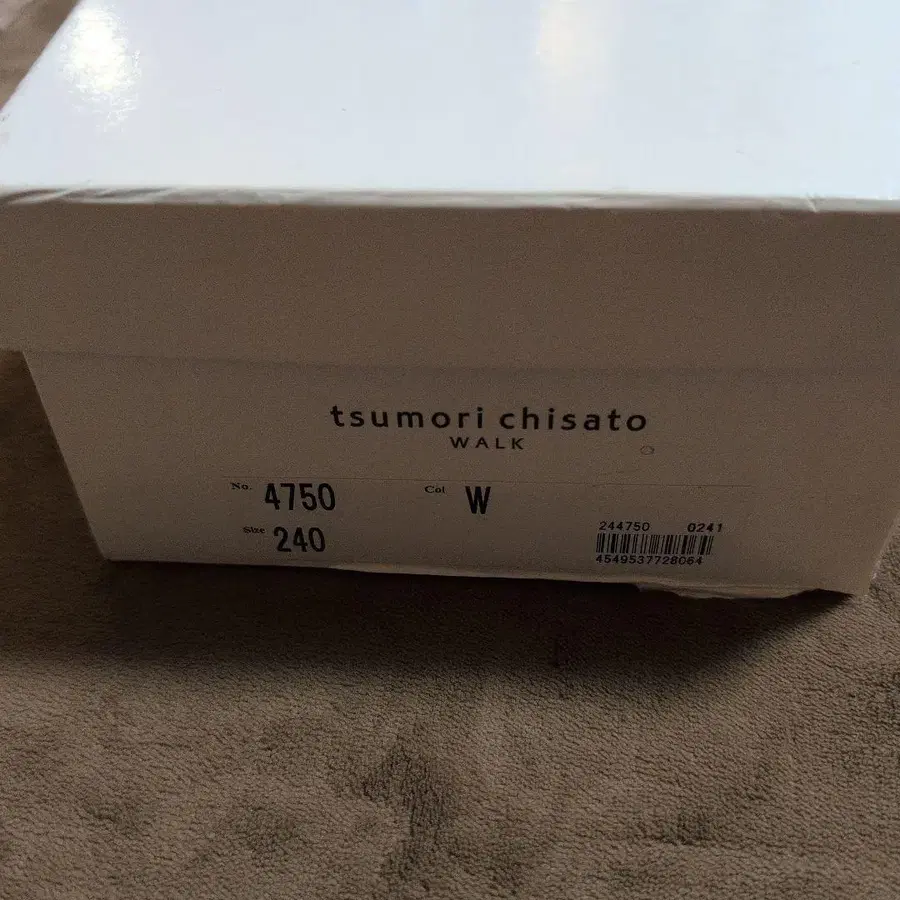 tsumori chisato
WALK
No. 4750 Col W
Size 240
244750 0241
4549537728064